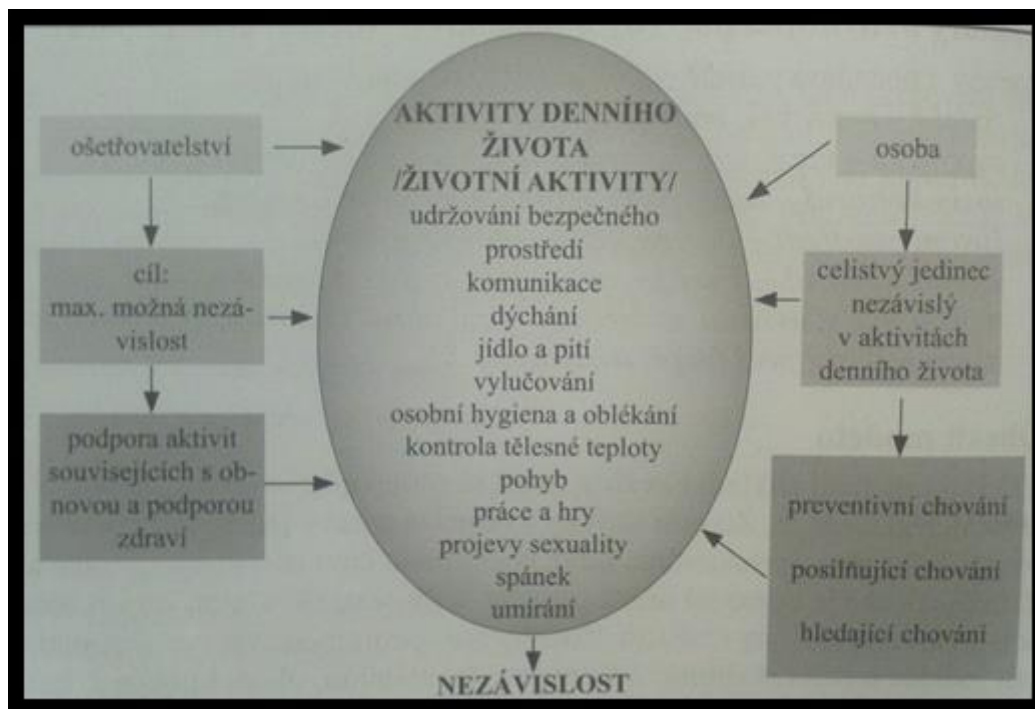 ošetřovatelství
cíl:
max. možná nezá-
vislost
podpora aktivit
souvisejících s ob-
novou a podporou
zdraví
AKTIVITY DENNÍHO
ŽIVOTA
/ŽIVOTNÍ AKTIVITY/
udržování bezpečného
prostředí
komunikace
dýchání
jídlo a pití
vylučování
osobní hygiena a oblékání
kontrola tělesné teploty
pohyb
práce a hry
projevy sexuality
spánek
umírání
NEZÁVISLOST
osoba
celistvý jedinec
nezávislý
v aktivitách
denního života
preventivní chování
posilňující chování
hledající chování